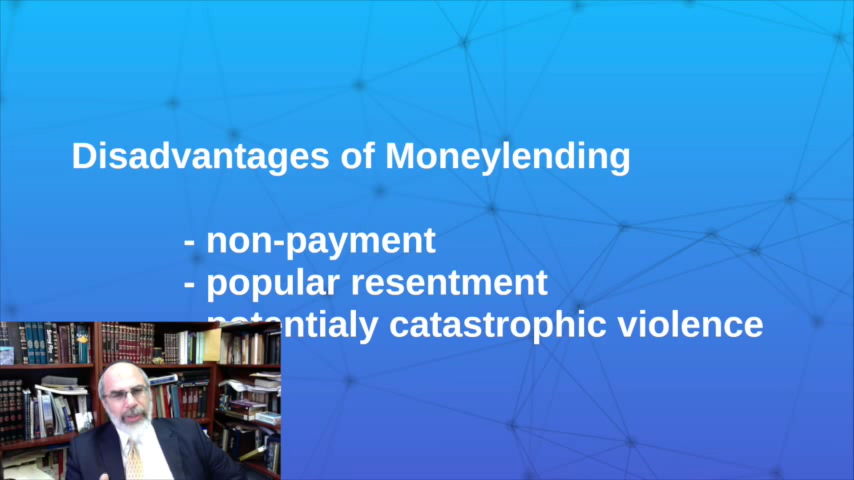 Disadvantages of Moneylending
- non-payment
- popular resentment
potentialy catastrophic violence